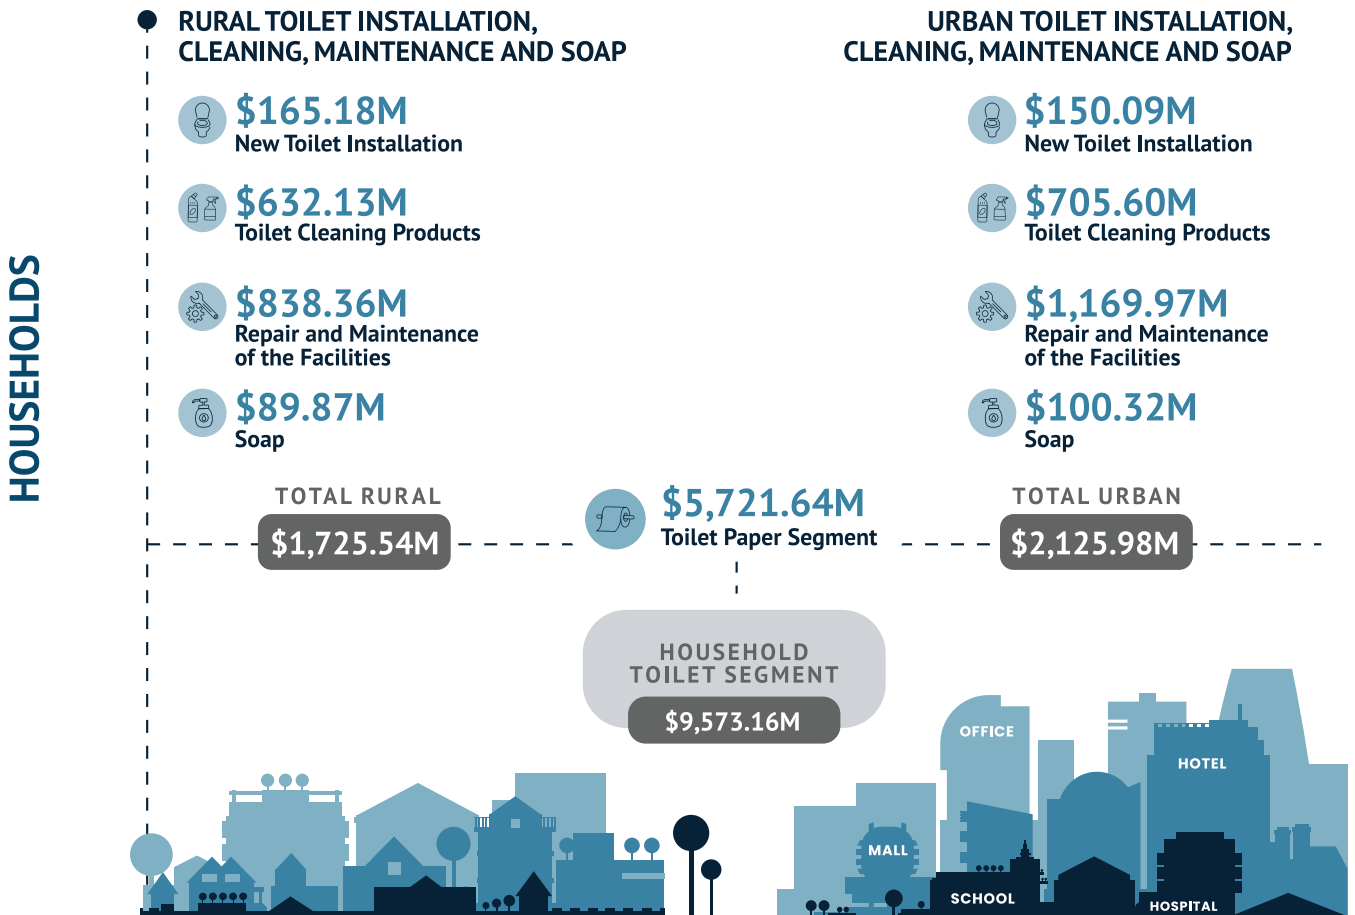 HOUSEHOLDS
RURAL TOILET INSTALLATION,
CLEANING, MAINTENANCE AND SOAP
$165.18M
New Toilet Installation
$632.13M
Toilet Cleaning Products
$838.36M
Repair and Maintenance
of the Facilities
$89.87M
Soap
TOTAL RURAL
$1,725.54M
URBAN TOILET INSTALLATION,
CLEANING, MAINTENANCE AND SOAP
$150.09M
New Toilet Installation
$705.60M
Toilet Cleaning Products
$1,169.97M
Repair and Maintenance
of the Facilities
$100.32M
Soap
TOTAL URBAN
$2,125.98M
$5,721.64M
Toilet Paper Segment
HOUSEHOLD
TOILET SEGMENT
$9,573.16M
OFFICE
HOTEL
MALL
SCHOOL
HOSPITAL